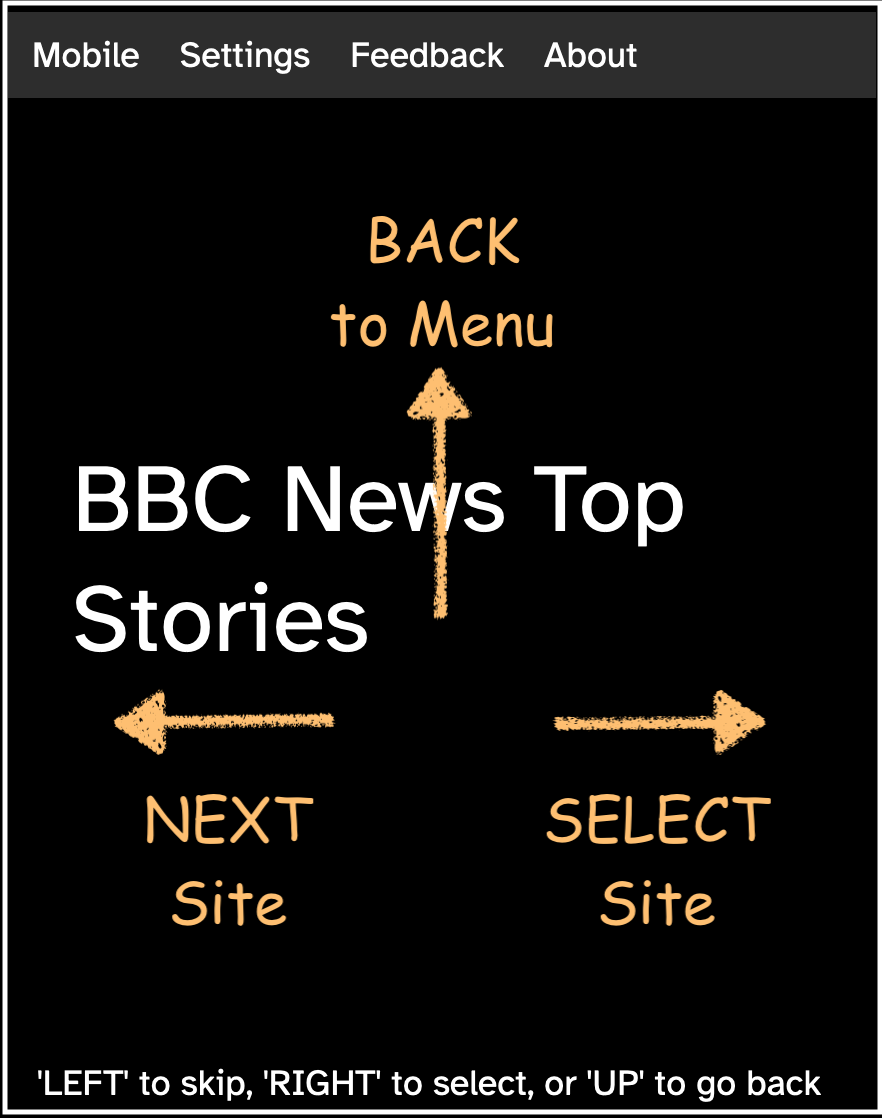 Mobile Settings Feedback About
BACK
to Menu
BBC News Top
Stories
NEXT
Site
SELECT
Site
'LEFT' to skip, 'RIGHT' to select, or 'UP' to go back